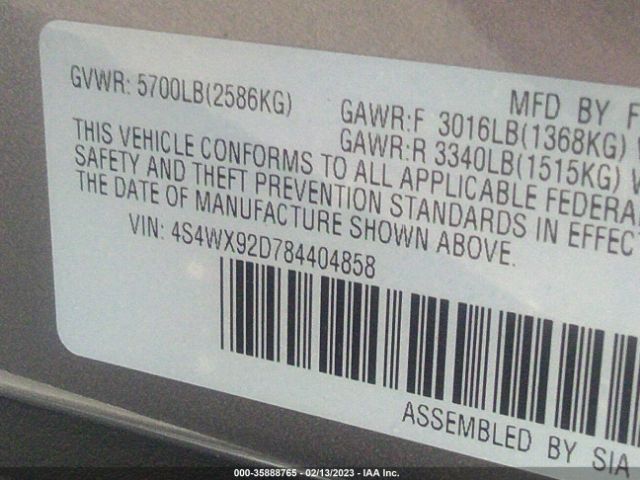 MFD BY F
GVWR: 5700LB(2586KG)
GAWR:F 3016LB(1368KG)
GAWR:R 3340LB(1515KG)
THIS VEHICLE CONFORMS TO ALL APPLICABLE FEDERA
SAFETY AND THEFT PREVENTION STANDARDS IN EFFEC
THE DATE OF MANUFACTURE SHOWN ABOVE.
VIN: 4S4WX92D784404858
ASSEMBLED BY SIA
000-35888765 - 02/13/2023 - IAA Inc.